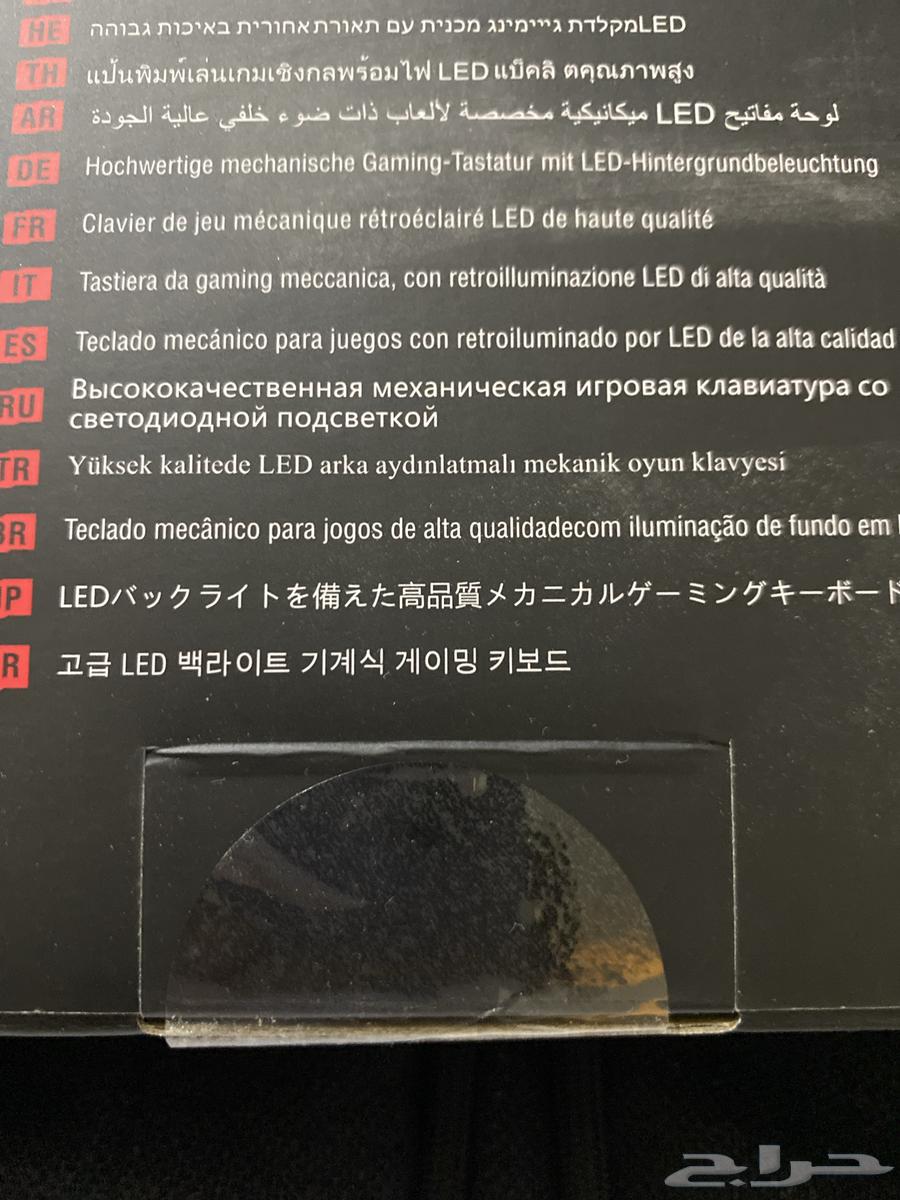 HE מקלדת גייימינג מכנית עם תאורת אחורית באיכות גבוההLED
TH แป้นพิมพ์เล่นเกมเชิงกลพร้อมไฟ LED แบ็คลิ ตคุณภาพสูง
AR لوحة مفاتيح LED ميكانيكية مخصصة لألعاب ذات ضوء خلفي عالية الجودة
DE Hochwertige mechanische Gaming-Tastatur mit LED-Hintergrundbeleuchtung
FR Clavier de jeu mécanique rétroéclairé LED de haute qualité
IT Tastiera da gaming meccanica, con retroilluminazione LED di alta qualità
ES Teclado mecánico para juegos con retroiluminado por LED de la alta calidad
RU Высококачественная механическая игровая клавиатура со
светодиодной подсветкой
TR Yüksek kalitede LED arka aydınlatmalı mekanik oyun klavyesi
BR Teclado mecânico para jogos de alta qualidadecom iluminação de fundo em
JP LEDバックライトを備えた高品質メカニカルゲーミングキーボード
R 고급 LED 백라이트 기계식 게이밍 키보드
حراج